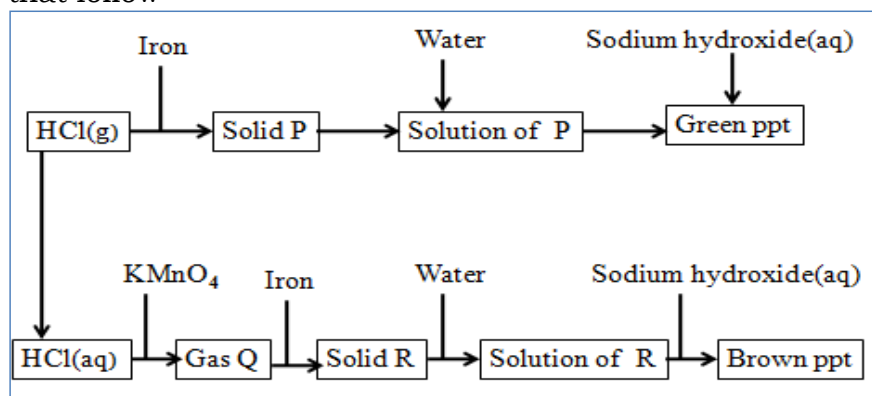 that follow
Iron
Water
Sodium hydroxide(aq)
HCl(g)
Solid P
Solution of P
Green ppt
KMnO₄
Iron
Water
Sodium hydroxide(aq)
HCl(aq)
Gas Q
Solid R
Solution of R
Brown ppt